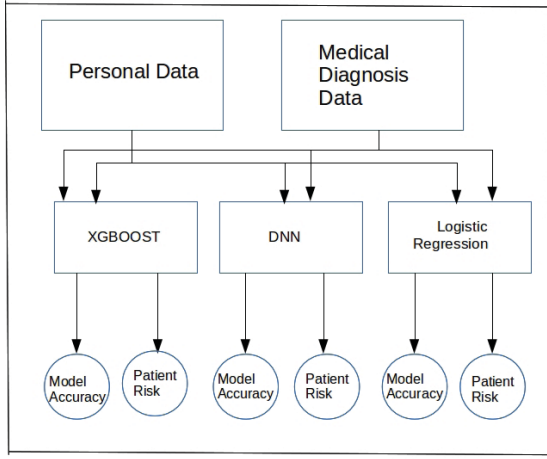 Personal Data
Medical
Diagnosis
Data
XGBOOST
DNN
Logistic
Regression
Model
Accuracy
Patient
Risk
Model
Accuracy
Patient
Risk
Model
Accuracy
Patient
Risk